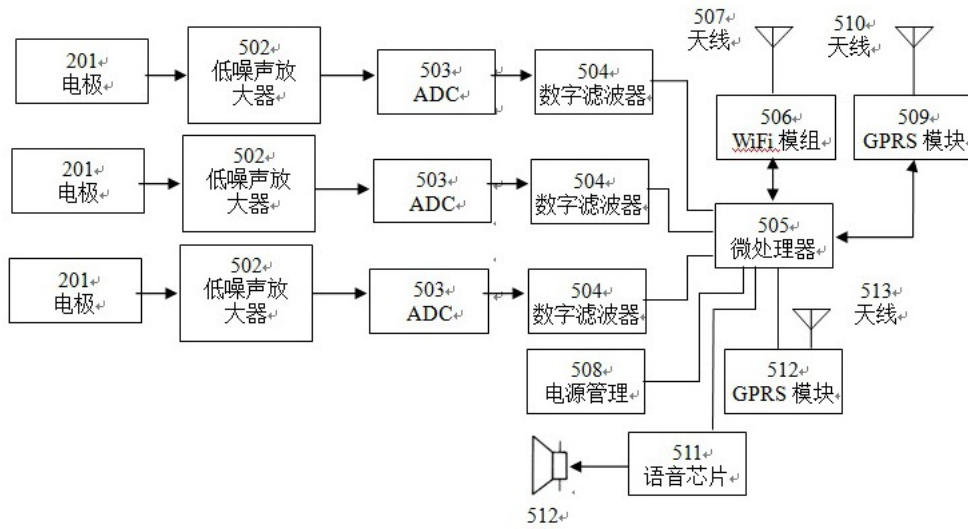 507
天线
510
天线
201
电极
502
低噪声放
大器
503
ADC
504
数字滤波器
506
WiFi 模组
509
GPRS 模块
201
电极
502
低噪声放
大器
503
ADC
504
数字滤波器
505
微处理器
201
电极
502
低噪声放
大器
503
ADC
504
数字滤波器
513
天线
508
电源管理
512
GPRS 模块
511
语音芯片
512